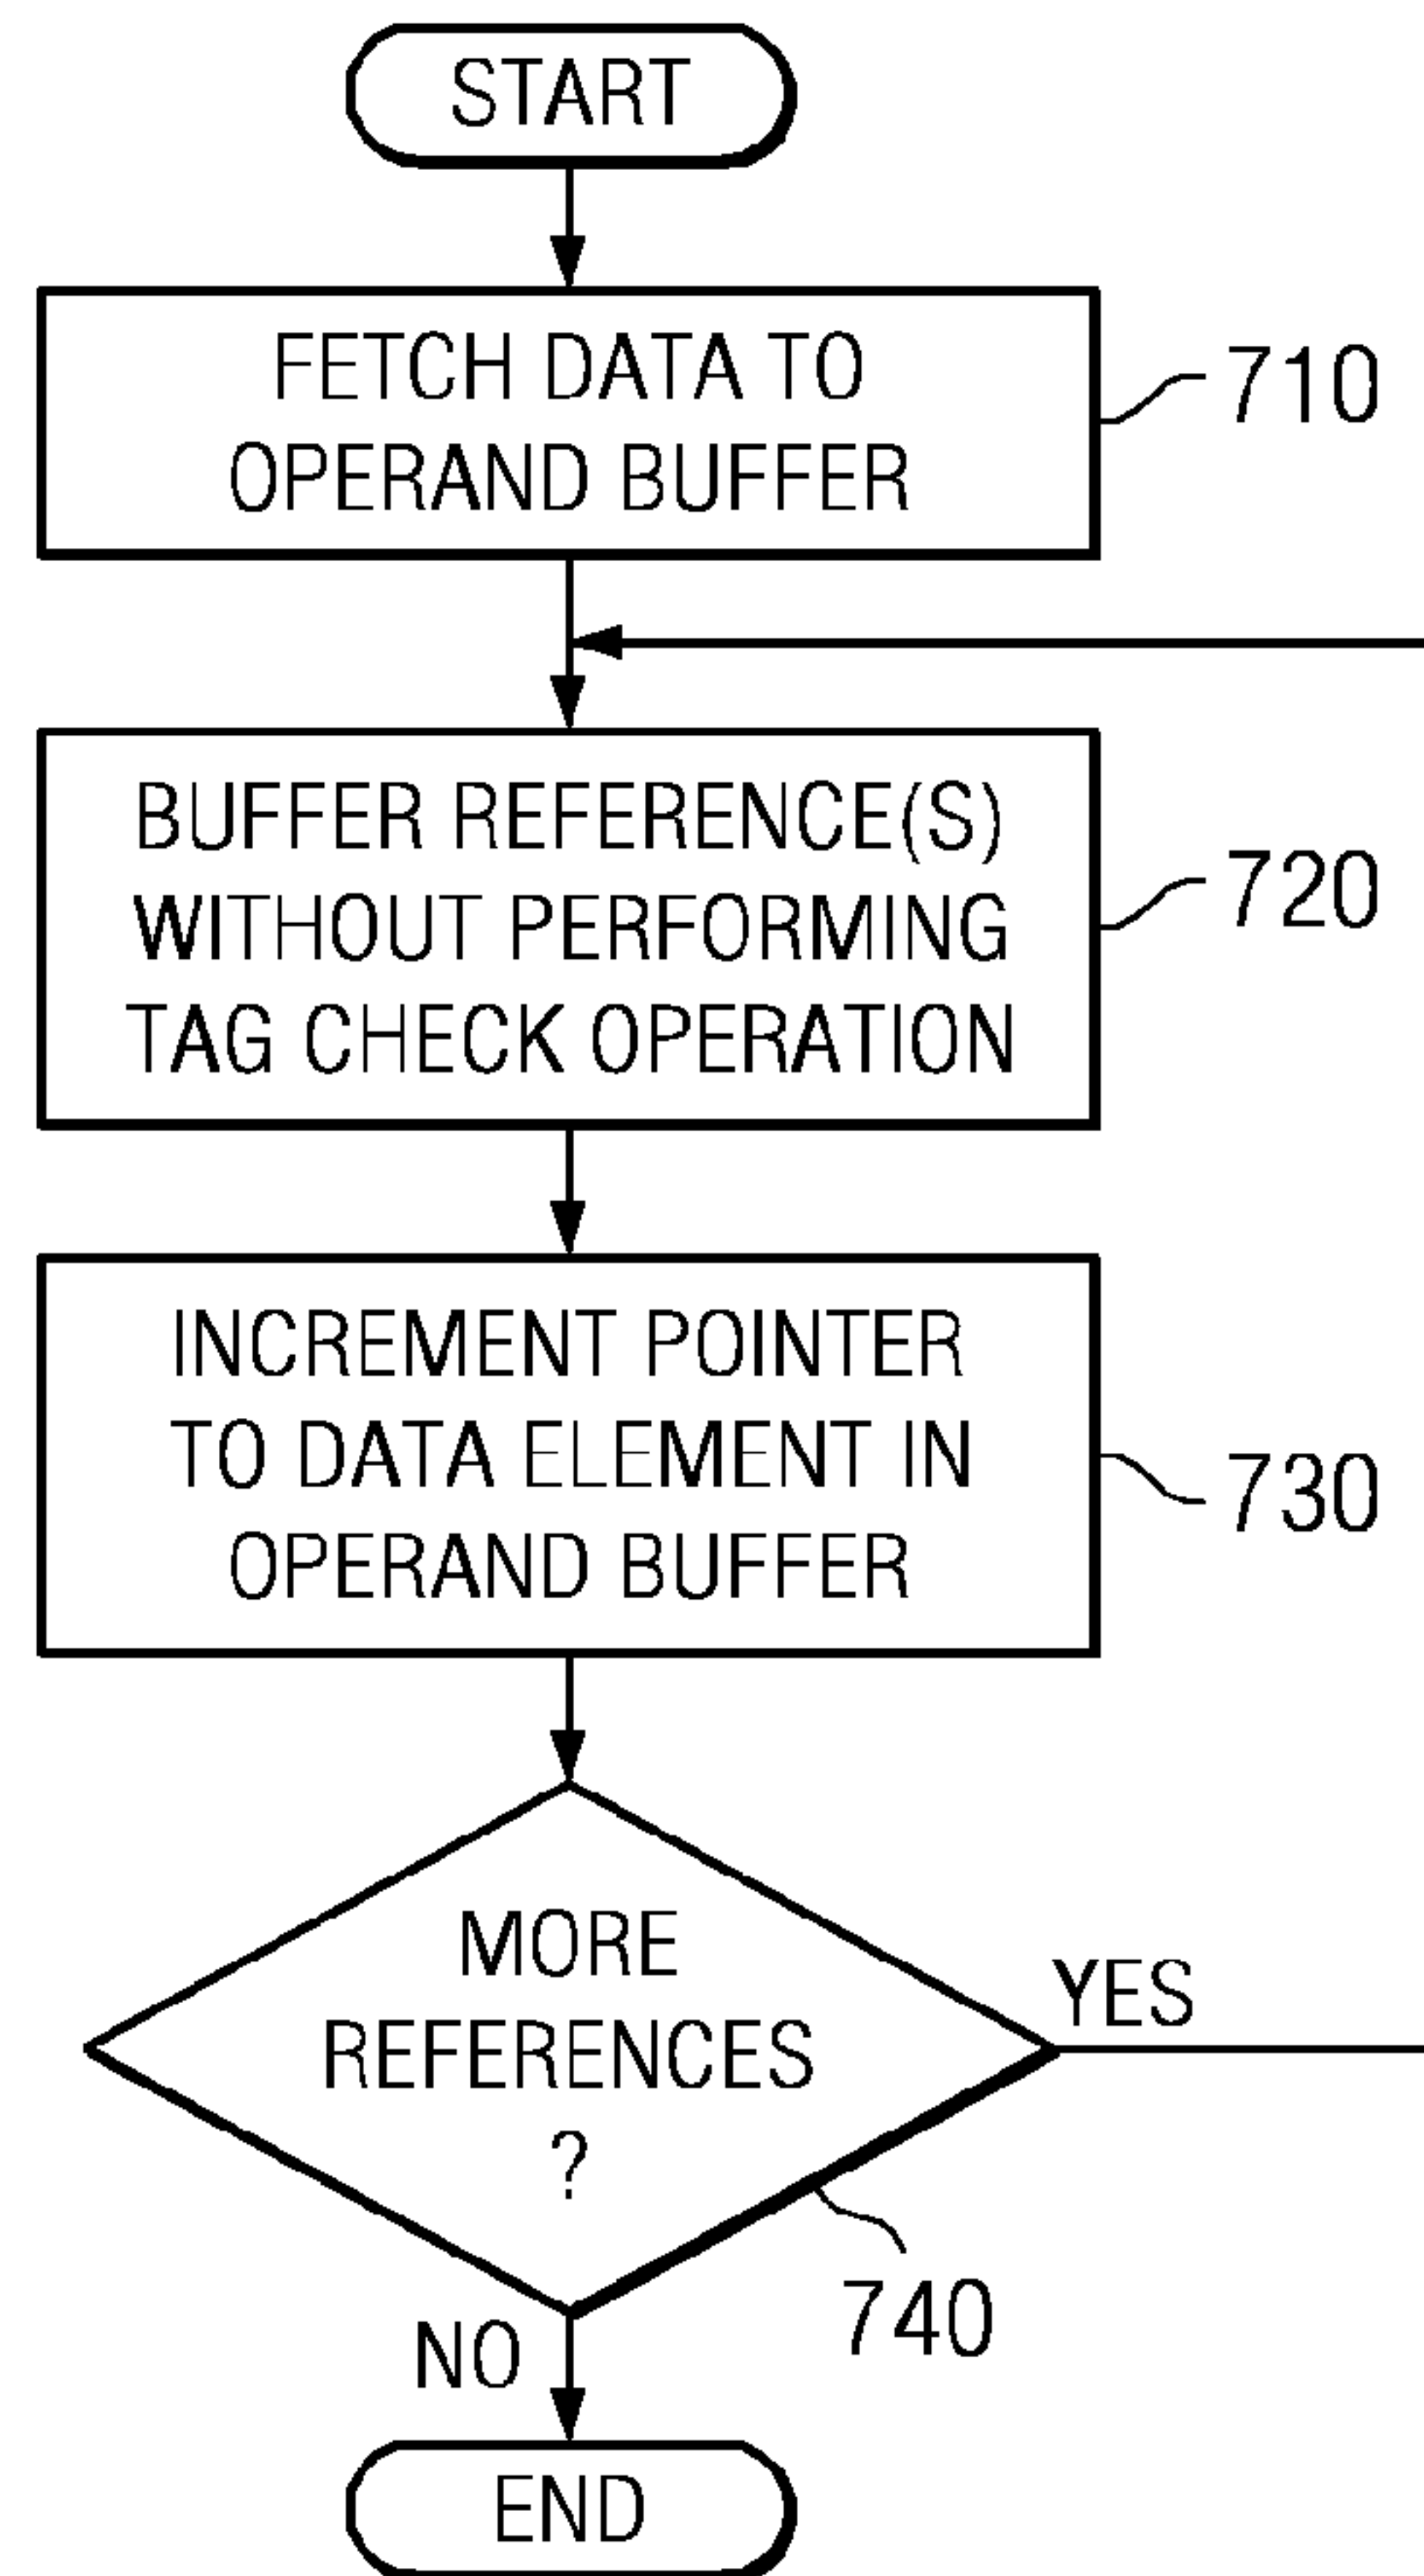 START
FETCH DATA TO
OPERAND BUFFER
710
BUFFER REFERENCE(S)
WITHOUT PERFORMING
TAG CHECK OPERATION
720
INCREMENT POINTER
TO DATA ELEMENT IN
OPERAND BUFFER
730
MORE
REFERENCES
?
YES
740
NO
END